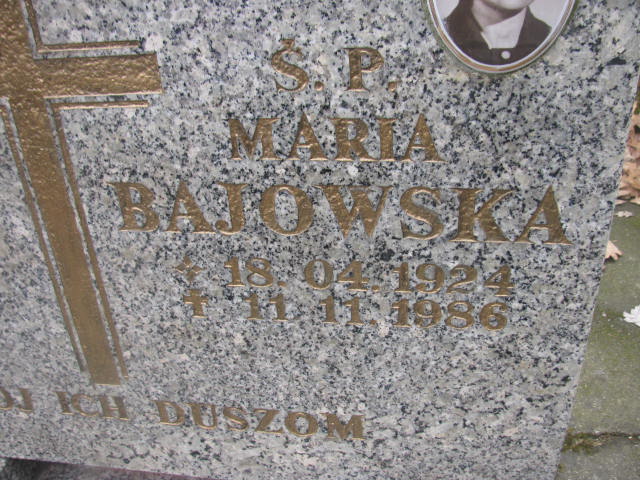 Ś. P.
MARIA
BAJOWSKA
18. 04. 1924
11 11. 1986
ICH DUSZOM